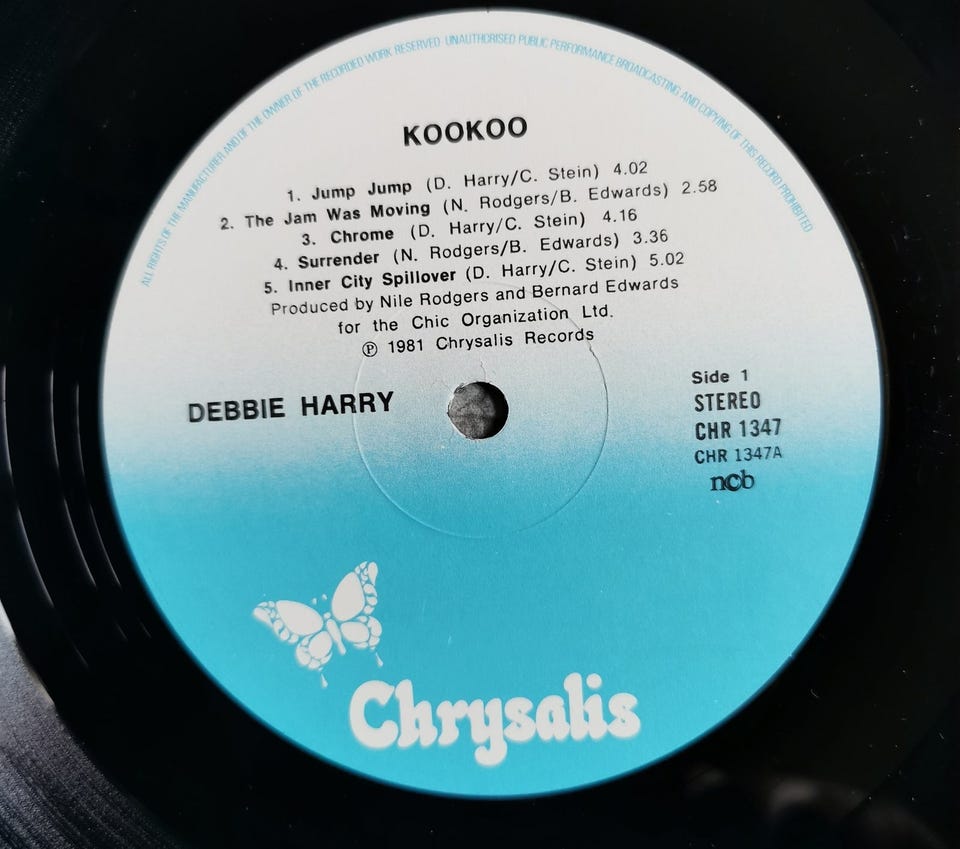 ALL RIGHTS OF THE MANUFACTURER AND OF THE OWNER OF THE RECORDED WORK RESERVED UNAUTHORISED PUBLIC PERFORMANCE BROADCASTING AND COPYING OF THIS RECORD PROHIBITED
KOOKOO
1. Jump Jump (D. Harry/C. Stein) 4.02
2. The Jam Was Moving (N. Rodgers/B. Edwards) 2.58
3. Chrome (D. Harry/C. Stein) 4.16
4. Surrender (N. Rodgers/B. Edwards) 3.36
5. Inner City Spillover (D. Harry/C. Stein) 5.02
Produced by Nile Rodgers and Bernard Edwards
for the Chic Organization Ltd.
℗ 1981 Chrysalis Records
DEBBIE HARRY
Side 1
STEREO
CHR 1347
CHR 1347A
ncb
Chrysalis